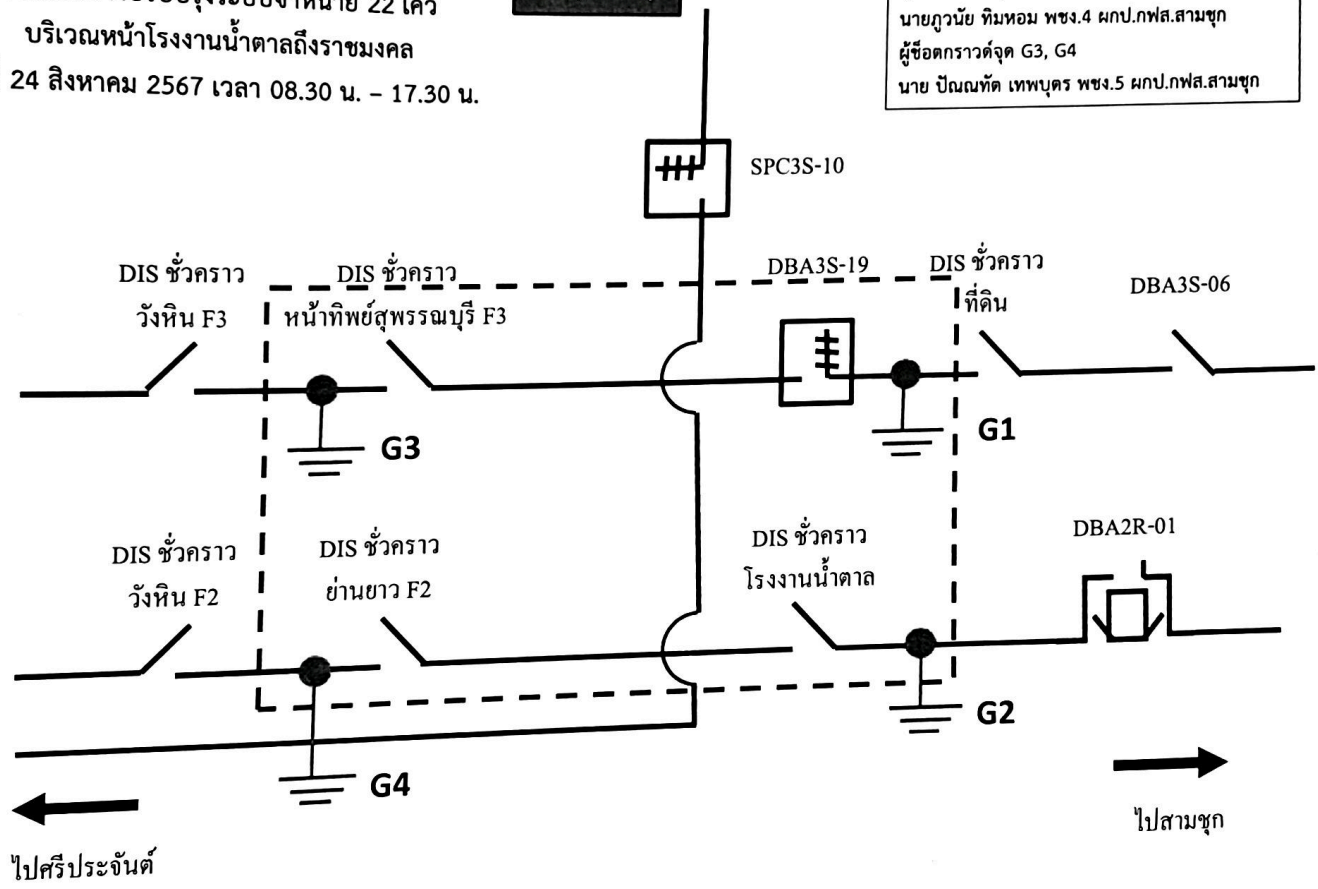 22 เควี
บริเวณหน้าโรงงานน้ำตาลถึงราชมงคล
24 สิงหาคม 2567 เวลา 08.30 น. – 17.30 น.
นายภูวนัย ทิมหอม พชง.4 ผกป.กฟส.สามชุก
ผู้ช็อตกราวด์จุด G3, G4
นาย ปัณณทัต เทพบุตร พชง.5 ผกป.กฟส.สามชุก
SPC3S-10
DIS ชั่วคราว
วังหิน F3
DIS ชั่วคราว
หน้าทิพย์สุพรรณบุรี F3
DBA3S-19
DIS ชั่วคราว
ที่ดิน
DBA3S-06
G3
G1
DIS ชั่วคราว
วังหิน F2
DIS ชั่วคราว
ย่านยาว F2
DIS ชั่วคราว
โรงงานน้ำตาล
DBA2R-01
G2
G4
ไปสามชุก
ไปศรีประจันต์